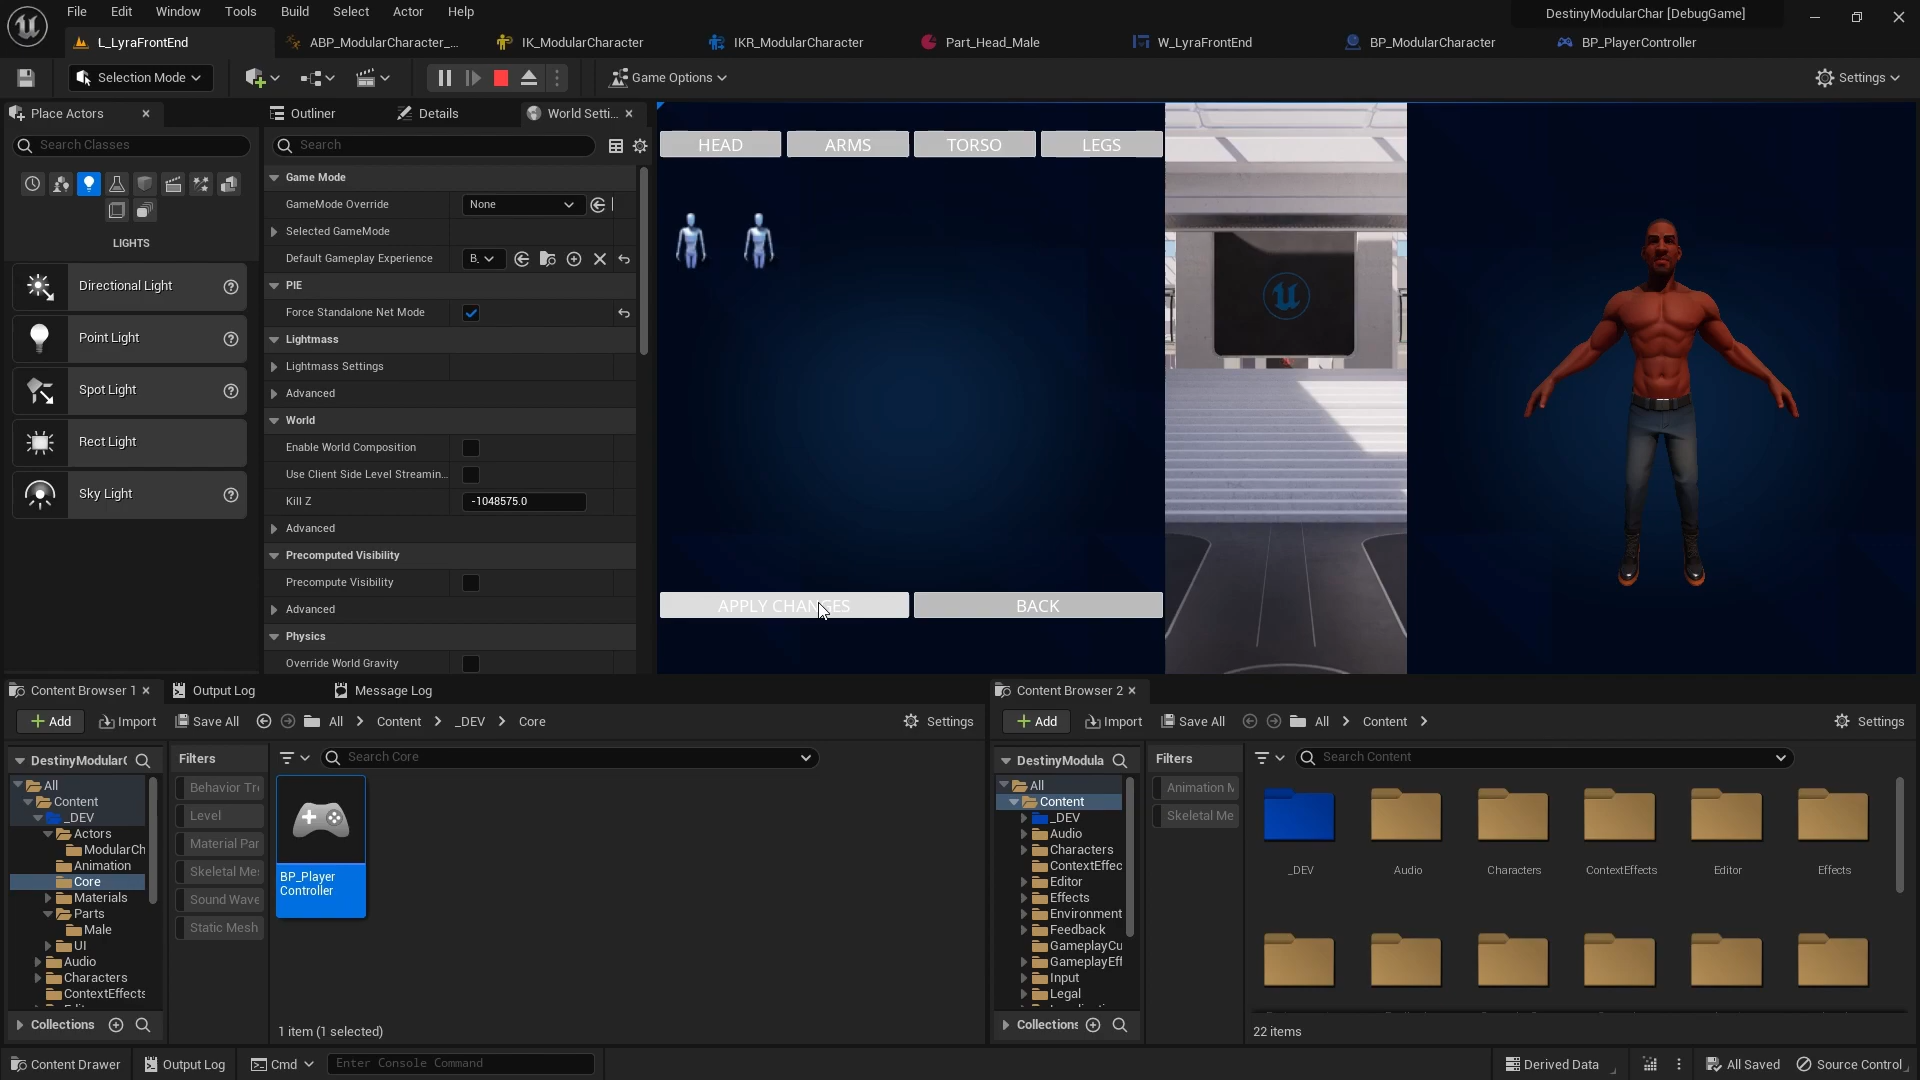 File Edit Window Tools Build Select Actor Help
DestinyModularChar [DebugGame]
L_LyraFrontEnd
ABP_ModularCharacter_...
IK_ModularCharacter
IKR_ModularCharacter
Part_Head_Male
W_LyraFrontEnd
BP_ModularCharacter
BP_PlayerController
Selection Mode
Game Options
Settings
Place Actors
Search Classes
LIGHTS
Directional Light
Point Light
Spot Light
Rect Light
Sky Light
Outliner
Details
World Setti...
Search
Game Mode
GameMode Override
None
Selected GameMode
Default Gameplay Experience
B.
PIE
Force Standalone Net Mode
Lightmass
Lightmass Settings
Advanced
World
Enable World Composition
Use Client Side Level Streamin...
Kill Z
-1048575.0
Advanced
Precomputed Visibility
Precompute Visibility
Advanced
Physics
Override World Gravity
HEAD
ARMS
TORSO
LEGS
APPLY CHANGES
BACK
Content Browser 1
Output Log
Message Log
Add
Import
Save All
All
Content
_DEV
Core
Settings
DestinyModular(
All
Content
_DEV
Actors
ModularCh
Animation
Core
Materials
Parts
Male
UI
Audio
Characters
ContextEffects
Collections
Filters
Behavior Tre
Level
Material Par
Skeletal Mes
Sound Wave
Static Mesh
Search Core
BP_Player
Controller
1 item (1 selected)
Content Browser 2
Add
Import
Save All
All
Content
Settings
DestinyModula
All
Content
_DEV
Audio
Characters
ContextEffec
Editor
Effects
Environment
Feedback
GameplayCu
GameplayEff
Input
Legal
Collections
Filters
Animation M
Skeletal Me
Search Content
_DEV
Audio
Characters
ContextEffects
Editor
Effects
22 items
Content Drawer
Output Log
Cmd
Enter Console Command
Derived Data
All Saved
Source Control